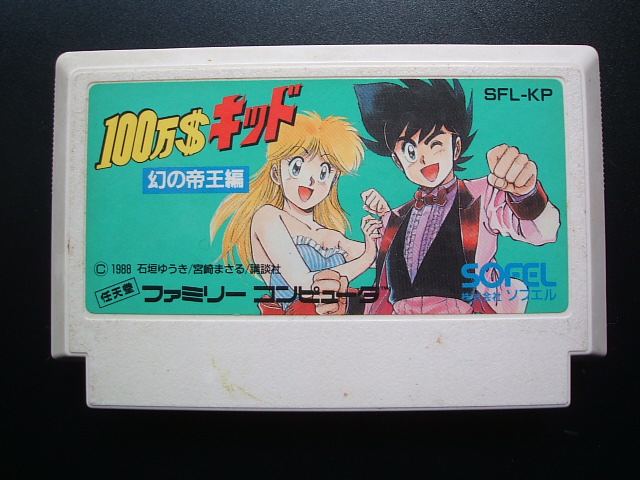 SFL-KP
100万$キッド
幻の帝王編
© 1988 石垣ゆうき/宮崎まさる/講談社
SOFEL
株式会社 ソフエル
任天堂 ファミリー コンピュータ